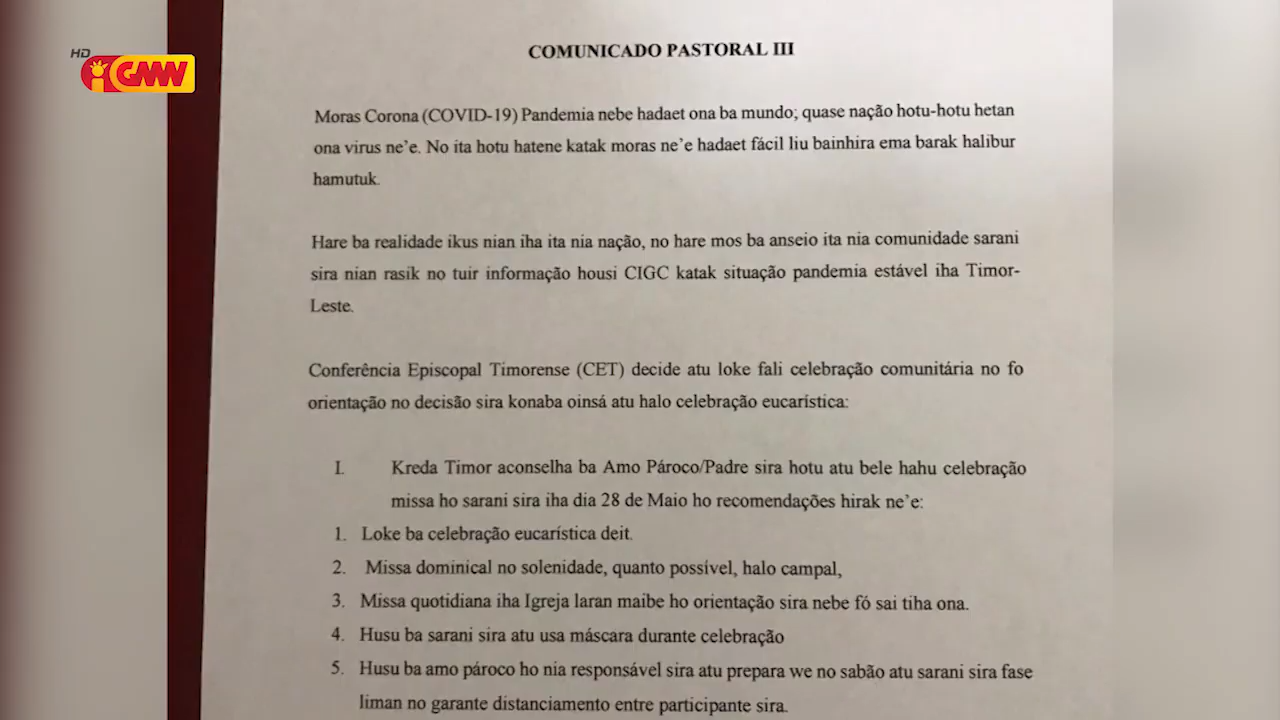 HD
GMN
COMUNICADO PASTORAL III
Moras Corona (COVID-19) Pandemia nebe hadaet ona ba mundo; quase nação hotu-hotu hetan
ona virus ne'e. No ita hotu hatene katak moras ne'e hadaet fácil liu bainhira ema barak halibur
hamutuk.
Hare ba realidade ikus nian iha ita nia nação, no hare mos ba anseio ita nia comunidade sarani
sira nian rasik no tuir informação housi CIGC katak situação pandemia estável iha Timor-
Leste.
Conferência Episcopal Timorense (CET) decide atu loke fali celebração comunitária no fo
orientação no decisão sira konaba oinsá atu halo celebração eucarística:
I. Kreda Timor aconselha ba Amo Pároco/Padre sira hotu atu bele hahu celebração
missa ho sarani sira iha dia 28 de Maio ho recomendações hirak ne'e:
1. Loke ba celebração eucarística deit.
2. Missa dominical no solenidade, quanto possível, halo campal,
3. Missa quotidiana iha Igreja laran maibe ho orientação sira nebe fó sai tiha ona.
4. Husu ba sarani sira atu usa máscara durante celebração
5. Husu ba amo pároco ho nia responsável sira atu prepara we no sabão atu sarani sira fase
liman no garante distanciamento entre participante sira.